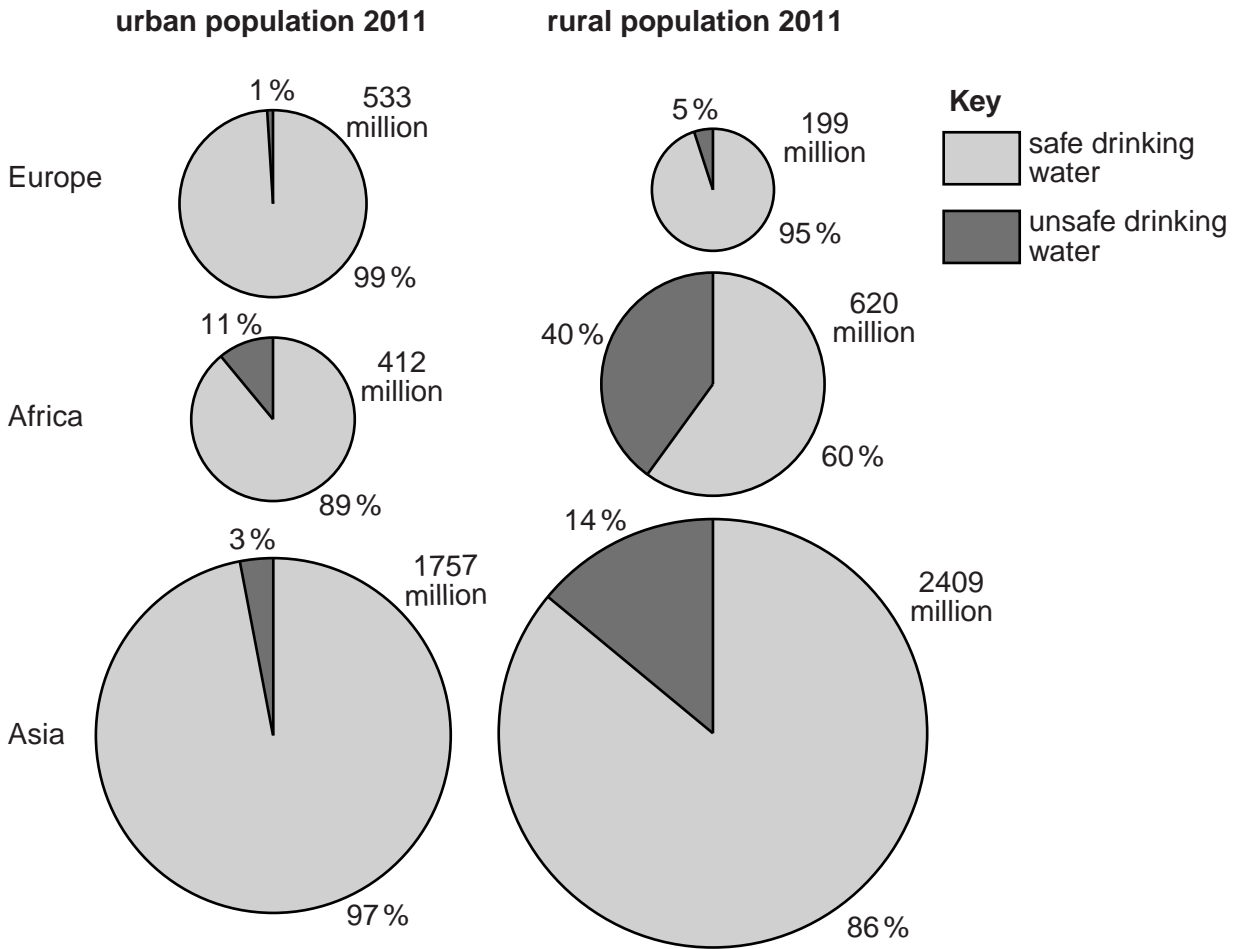 urban population 2011
rural population 2011
Europe
1 %
533
million
99 %
5 %
199
million
95 %
Key
safe drinking
water
unsafe drinking
water
Africa
11 %
412
million
89 %
40 %
620
million
60 %
Asia
3 %
1757
million
97 %
14 %
2409
million
86 %